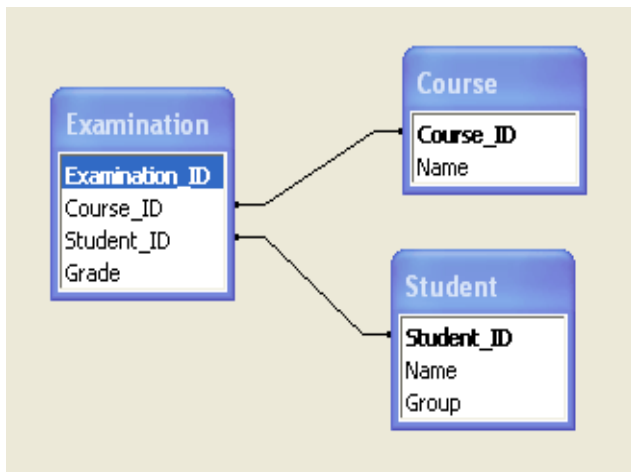 Examination
Examination_ID
Course_ID
Student_ID
Grade
Course
Course_ID
Name
Student
Student_ID
Name
Group